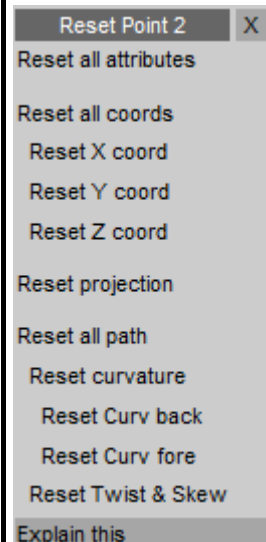 Reset Point 2 X
Reset all attributes
Reset all coords
Reset X coord
Reset Y coord
Reset Z coord
Reset projection
Reset all path
Reset curvature
Reset Curv back
Reset Curv fore
Reset Twist & Skew
Explain this